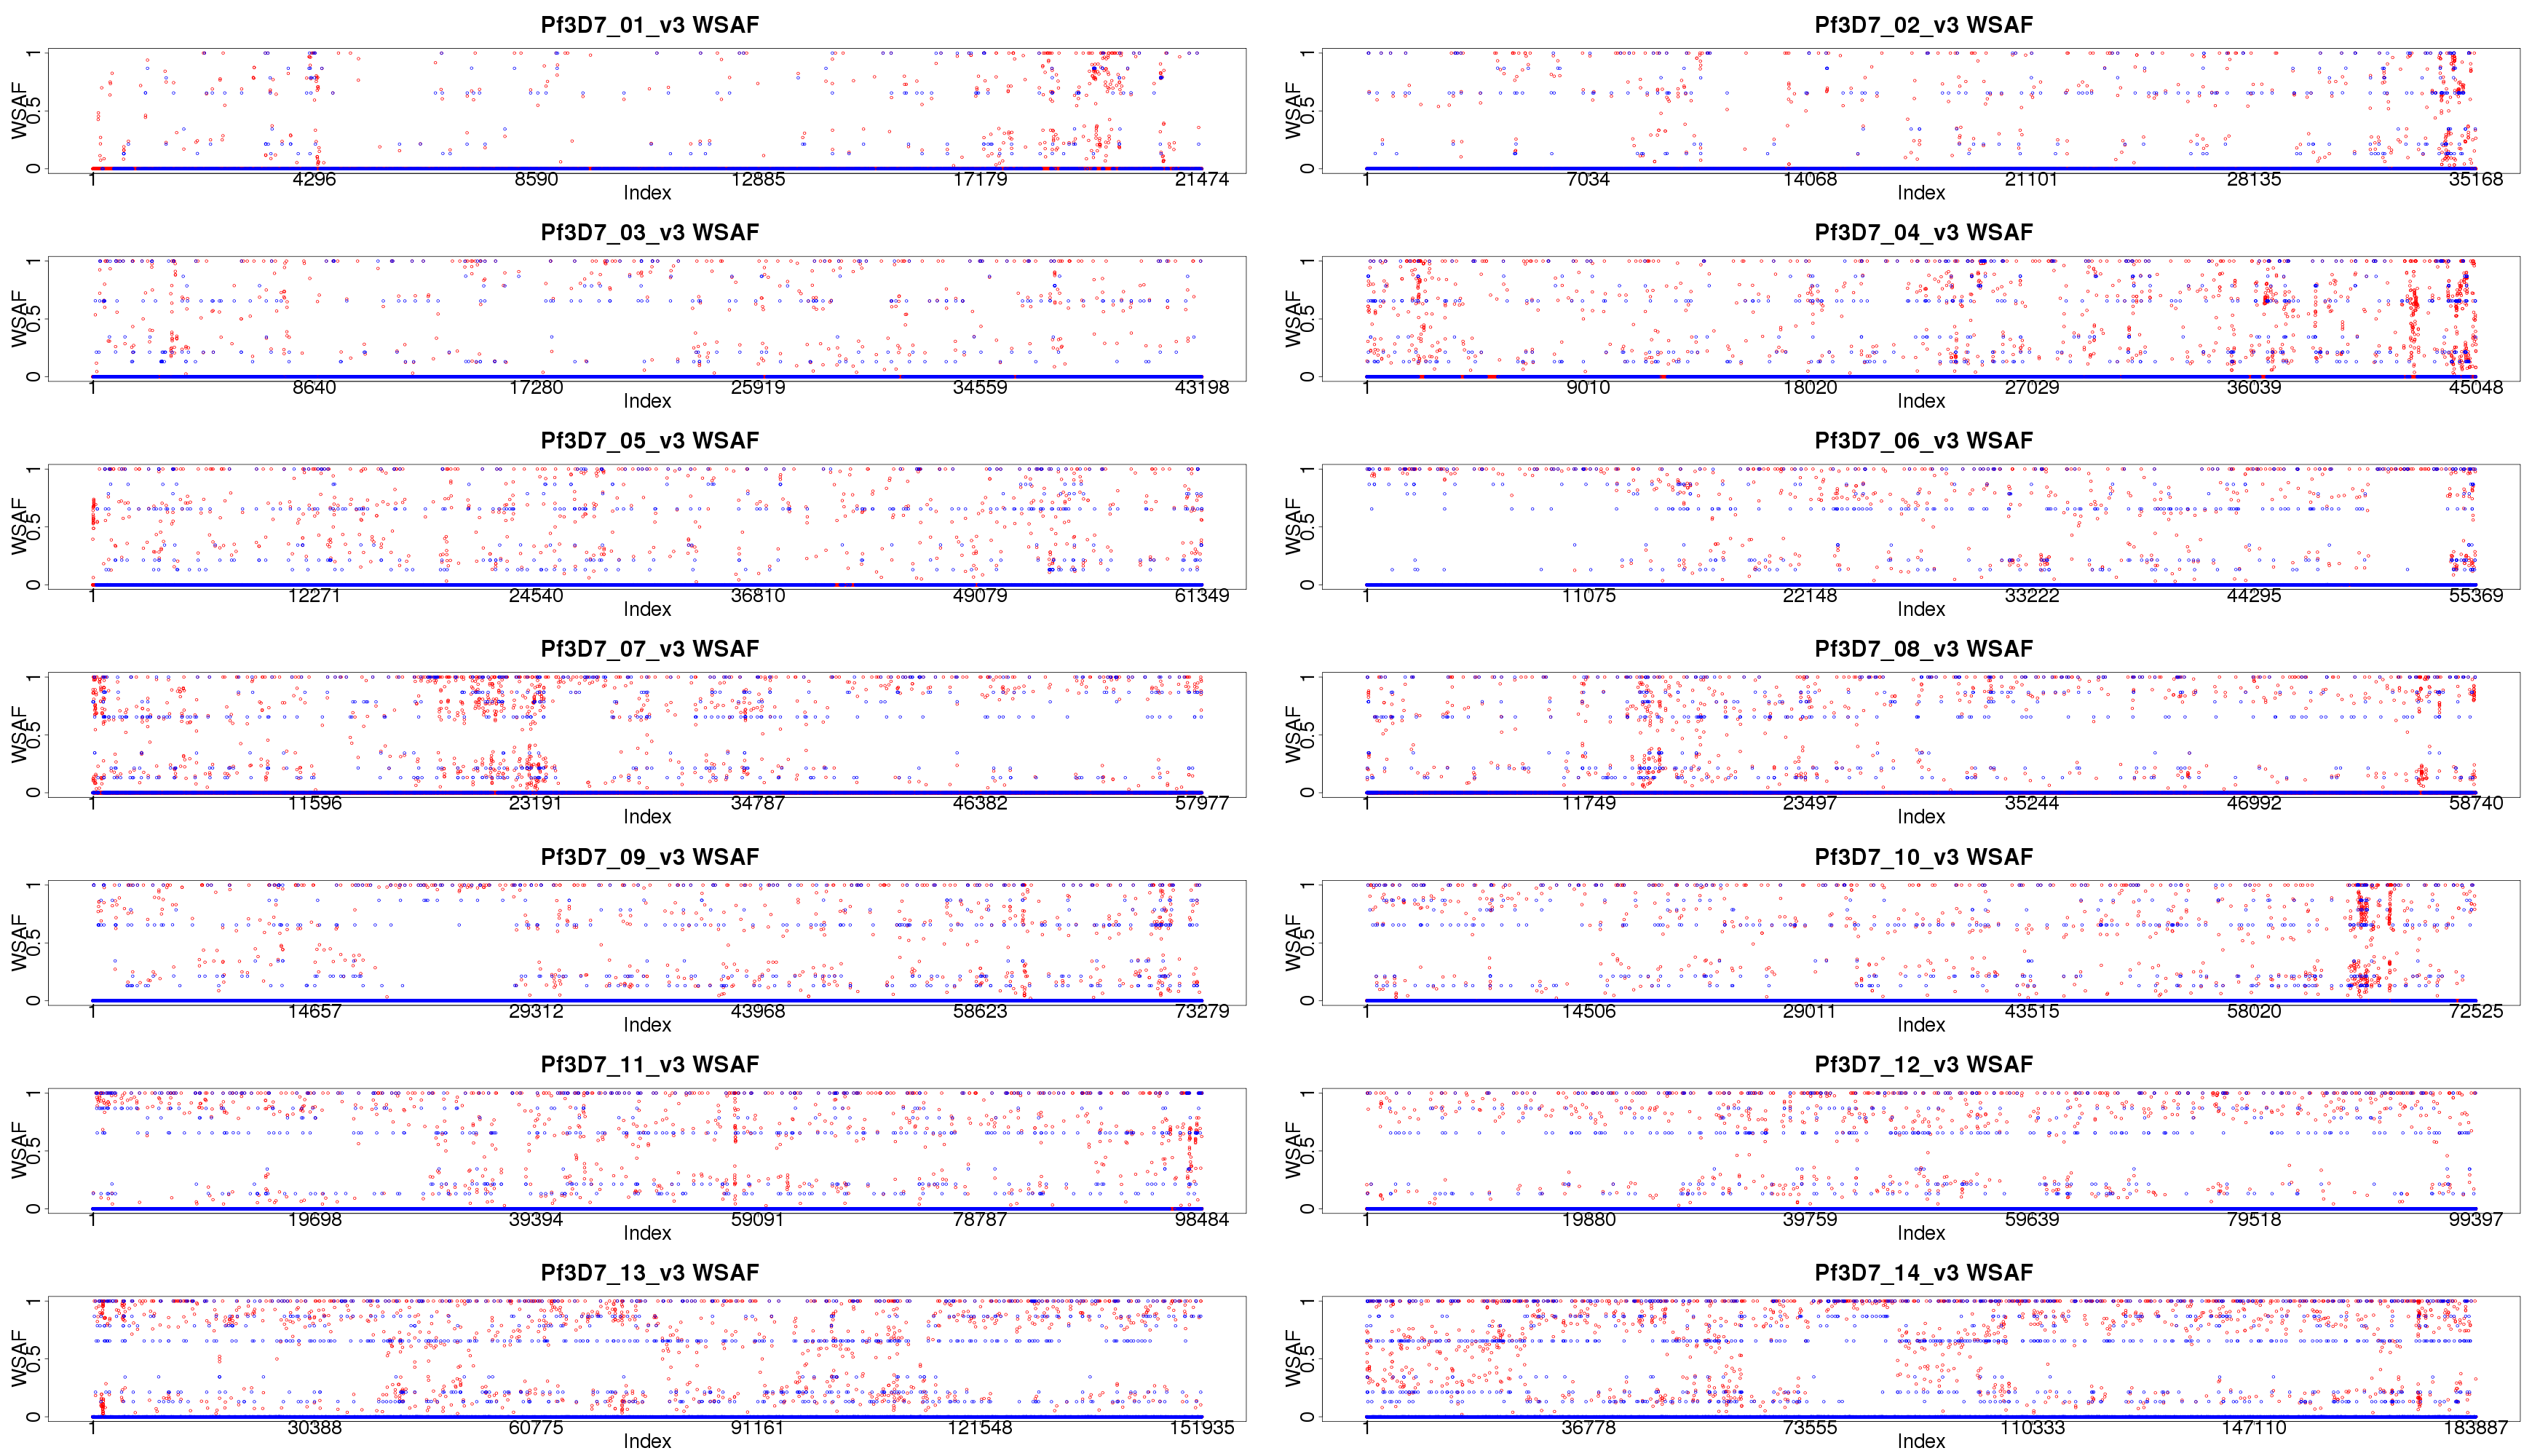 Pf3D7_01_v3 WSAF
WSAF
0 0.5 1
1 4296 8590 12885 17179 21474
Index
Pf3D7_02_v3 WSAF
WSAF
0 0.5 1
1 7034 14068 21101 28135 35168
Index
Pf3D7_03_v3 WSAF
WSAF
0 0.5 1
1 8640 17280 25919 34559 43198
Index
Pf3D7_04_v3 WSAF
WSAF
0 0.5 1
1 9010 18020 27029 36039 45048
Index
Pf3D7_05_v3 WSAF
WSAF
0 0.5 1
1 12271 24540 36810 49079 61349
Index
Pf3D7_06_v3 WSAF
WSAF
0 0.5 1
1 11075 22148 33222 44295 55369
Index
Pf3D7_07_v3 WSAF
WSAF
0 0.5 1
1 11596 23191 34787 46382 57977
Index
Pf3D7_08_v3 WSAF
WSAF
0 0.5 1
1 11749 23497 35244 46992 58740
Index
Pf3D7_09_v3 WSAF
WSAF
0 0.5 1
1 14657 29312 43968 58623 73279
Index
Pf3D7_10_v3 WSAF
WSAF
0 0.5 1
1 14506 29011 43515 58020 72525
Index
Pf3D7_11_v3 WSAF
WSAF
0 0.5 1
1 19698 39394 59091 78787 98484
Index
Pf3D7_12_v3 WSAF
WSAF
0 0.5 1
1 19880 39759 59639 79518 99397
Index
Pf3D7_13_v3 WSAF
WSAF
0 0.5 1
1 30388 60775 91161 121548 151935
Index
Pf3D7_14_v3 WSAF
WSAF
0 0.5 1
1 36778 73555 110333 147110 183887
Index